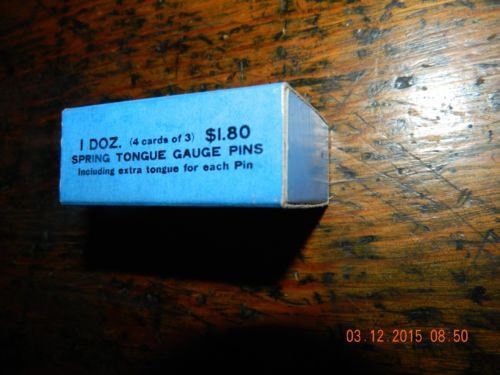 1 DOZ. (4 cards of 3) $1.80
SPRING TONGUE GAUGE PINS
Including extra tongue for each Pin
03.12.2015 08:50